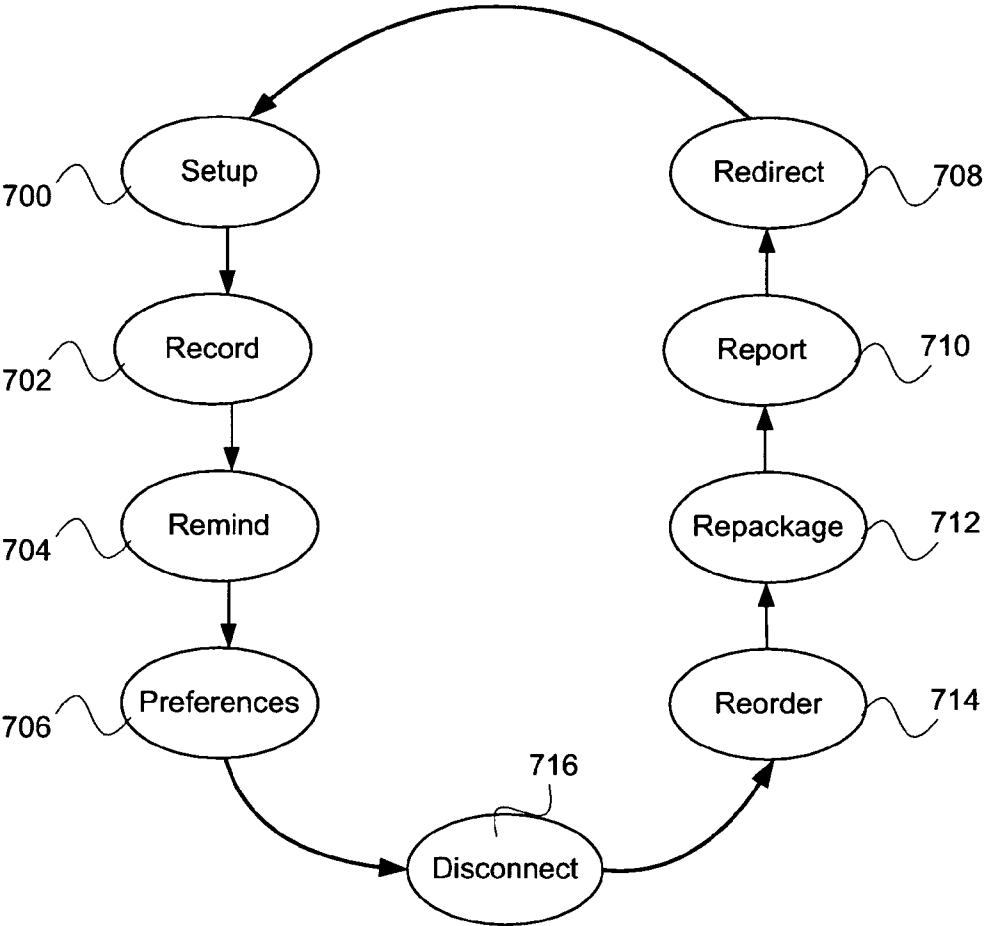 Setup
700
Redirect
708
Record
702
Report
710
Remind
704
Repackage
712
Preferences
706
Reorder
714
716
Disconnect